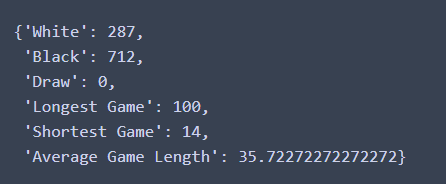 {'White': 287,
'Black': 712,
'Draw': 0,
'Longest Game': 100,
'Shortest Game': 14,
'Average Game Length': 35.72272272272272}